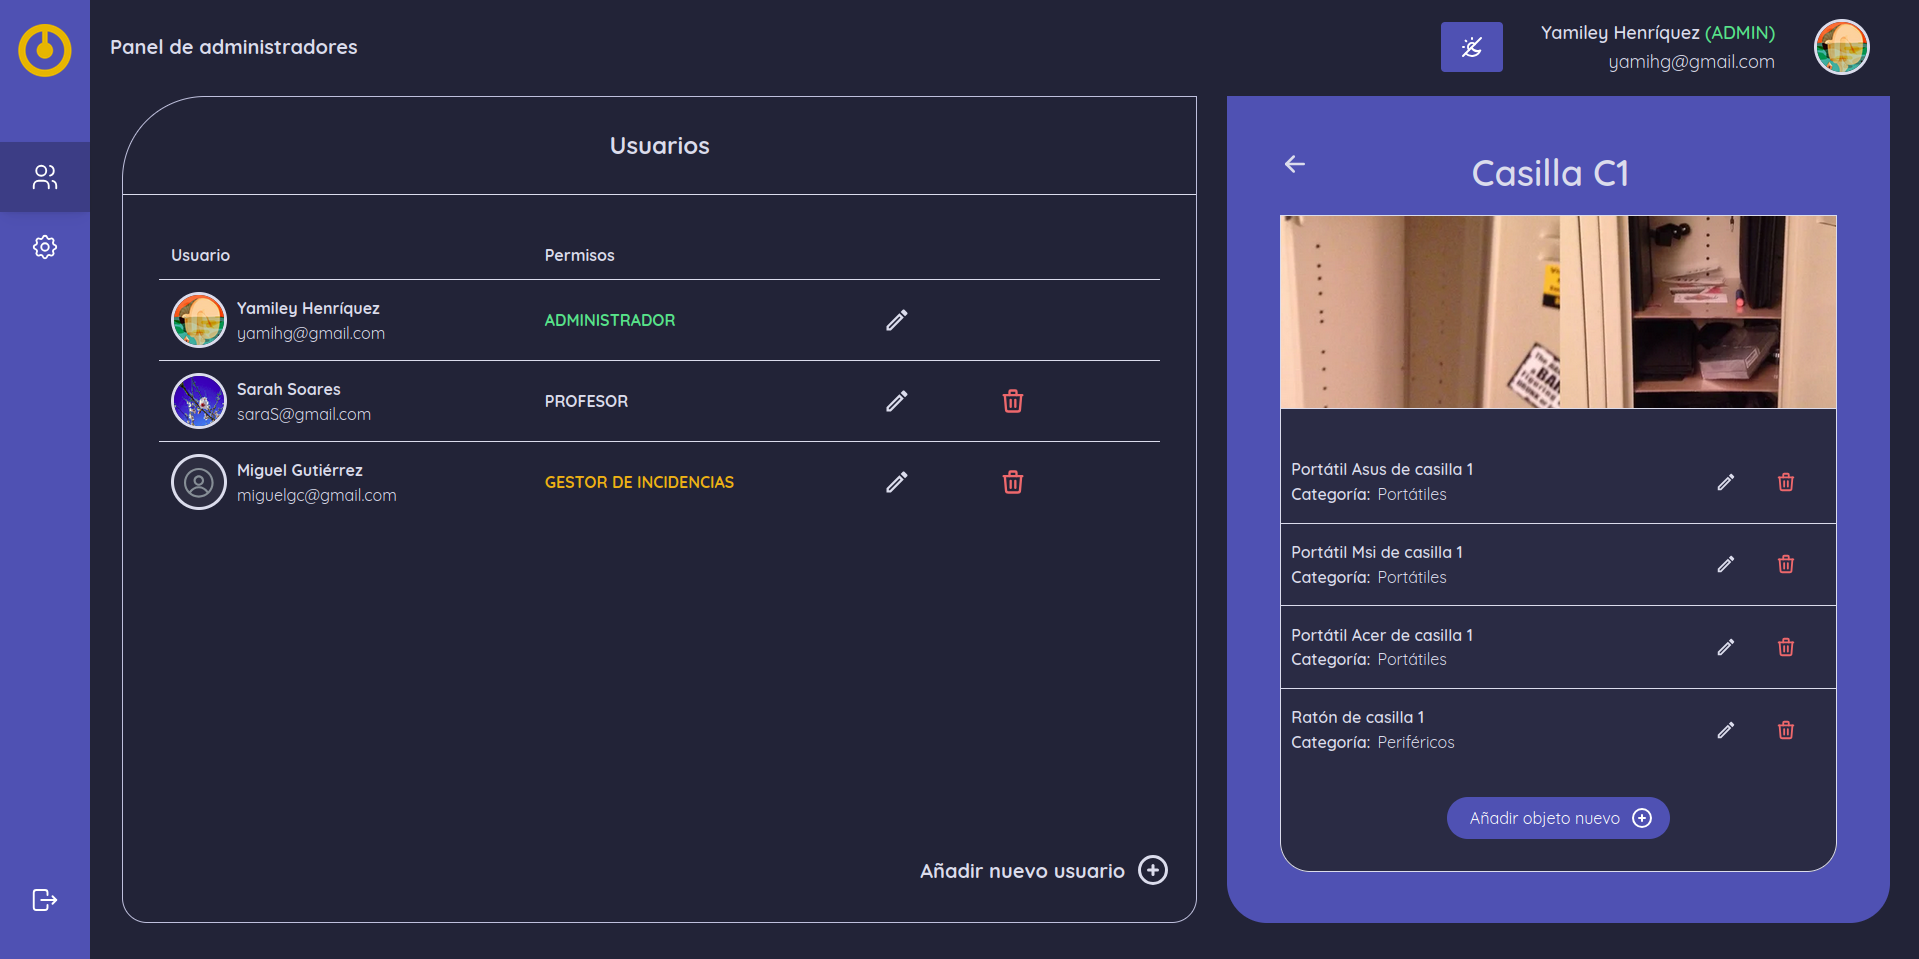 Panel de administradores
Yamiley Henríquez (ADMIN)
yamihg@gmail.com
Usuarios
Usuario Permisos
Yamiley Henríquez
yamihg@gmail.com
ADMINISTRADOR
Sarah Soares
saraS@gmail.com
PROFESOR
Miguel Gutiérrez
miguelgc@gmail.com
GESTOR DE INCIDENCIAS
Añadir nuevo usuario
Casilla C1
Portátil Asus de casilla 1
Categoría: Portátiles
Portátil Msi de casilla 1
Categoría: Portátiles
Portátil Acer de casilla 1
Categoría: Portátiles
Ratón de casilla 1
Categoría: Periféricos
Añadir objeto nuevo